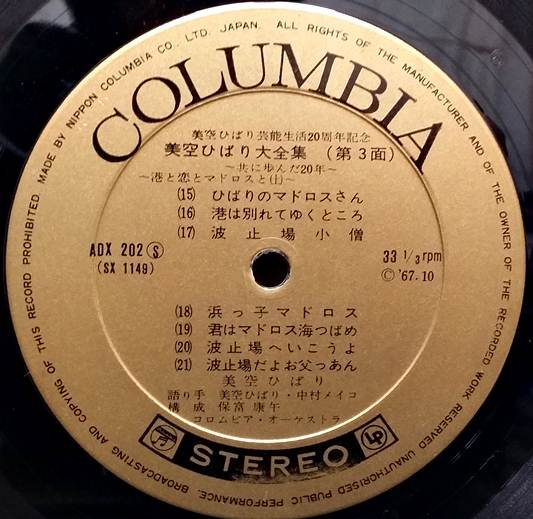 MADE BY NIPPON COLUMBIA CO., LTD. JAPAN. ALL RIGHTS OF THE MANUFACTURER AND OF THE OWNER OF THE RECORDED WORK RESERVED UNAUTHORISED PUBLIC PERFORMANCE, BROADCASTING AND COPYING OF THIS RECORD PROHIBITED.
COLUMBIA
美空ひばり芸能生活20周年記念
美空ひばり大全集 (第3面)
〜共に歩んだ20年〜
〜港と恋とマドロスと(上)〜
(15) ひばりのマドロスさん
(16) 港は別れてゆくところ
(17) 波止場小僧
ADX 202 Ⓢ
(SX 1149)
33 1/3 rpm
Ⓒ'67.10
(18) 浜っ子マドロス
(19) 君はマドロス海つばめ
(20) 波止場へいこうよ
(21) 波止場だよお父っあん
美空ひばり
語り手 美空ひばり・中村メイコ
構成 保富康午
コロムビア・オーケストラ
STEREO
LP